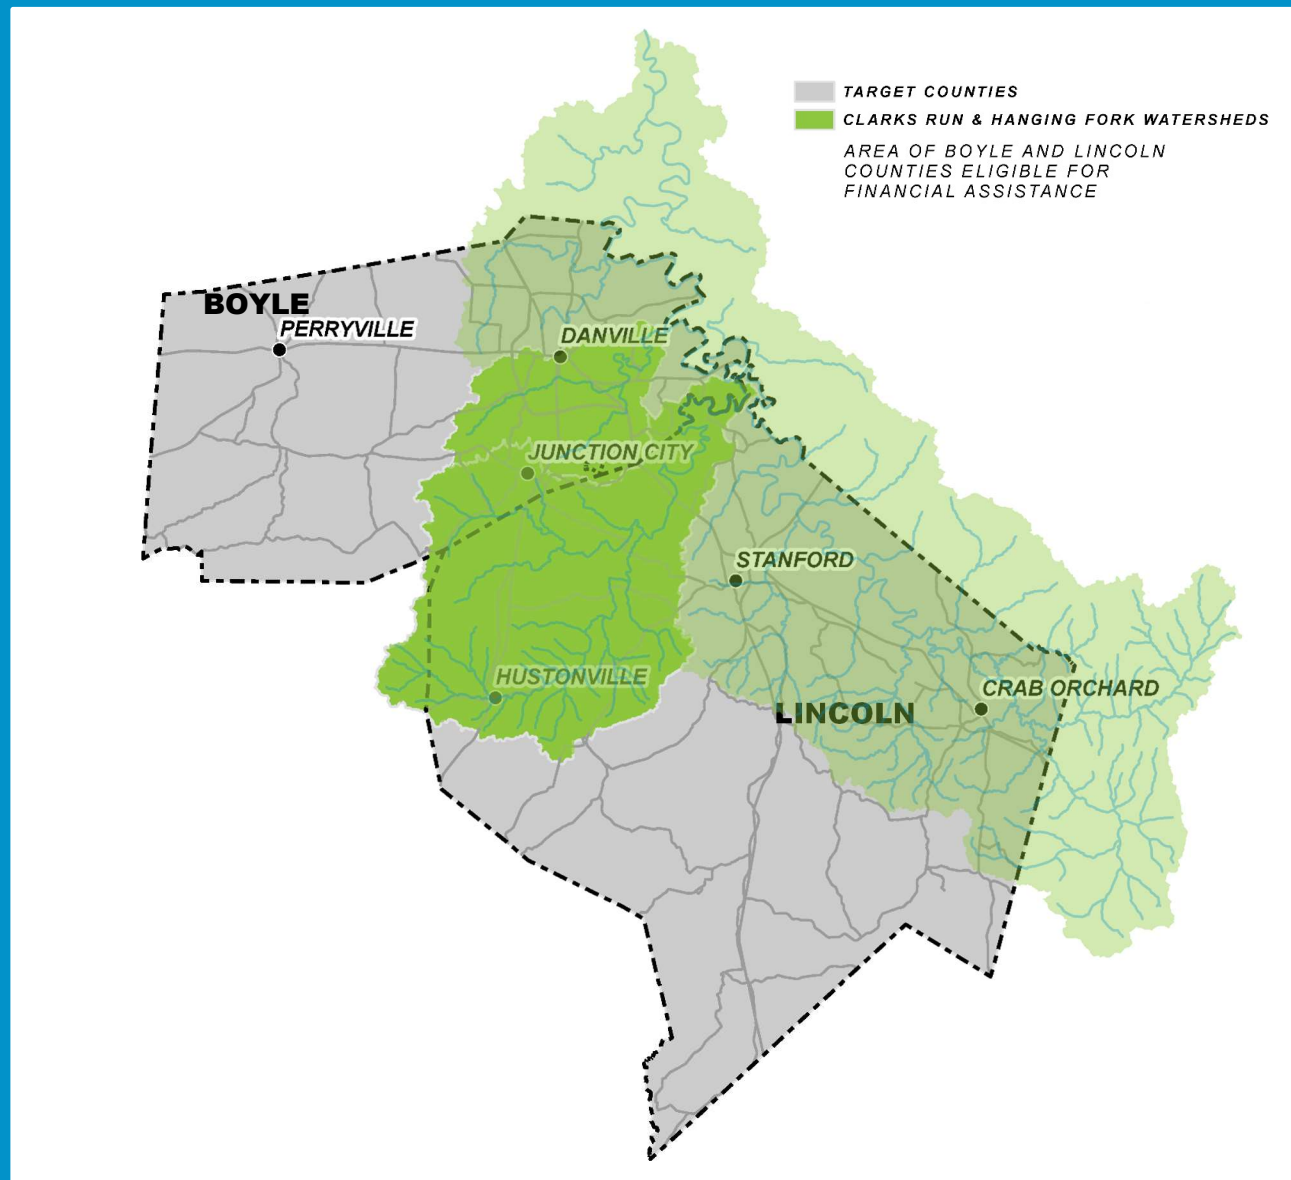 TARGET COUNTIES
CLARKS RUN & HANGING FORK WATERSHEDS
AREA OF BOYLE AND LINCOLN
COUNTIES ELIGIBLE FOR
FINANCIAL ASSISTANCE
BOYLE
PERRYVILLE
DANVILLE
JUNCTION CITY
STANFORD
HUSTONVILLE
CRAB ORCHARD
LINCOLN